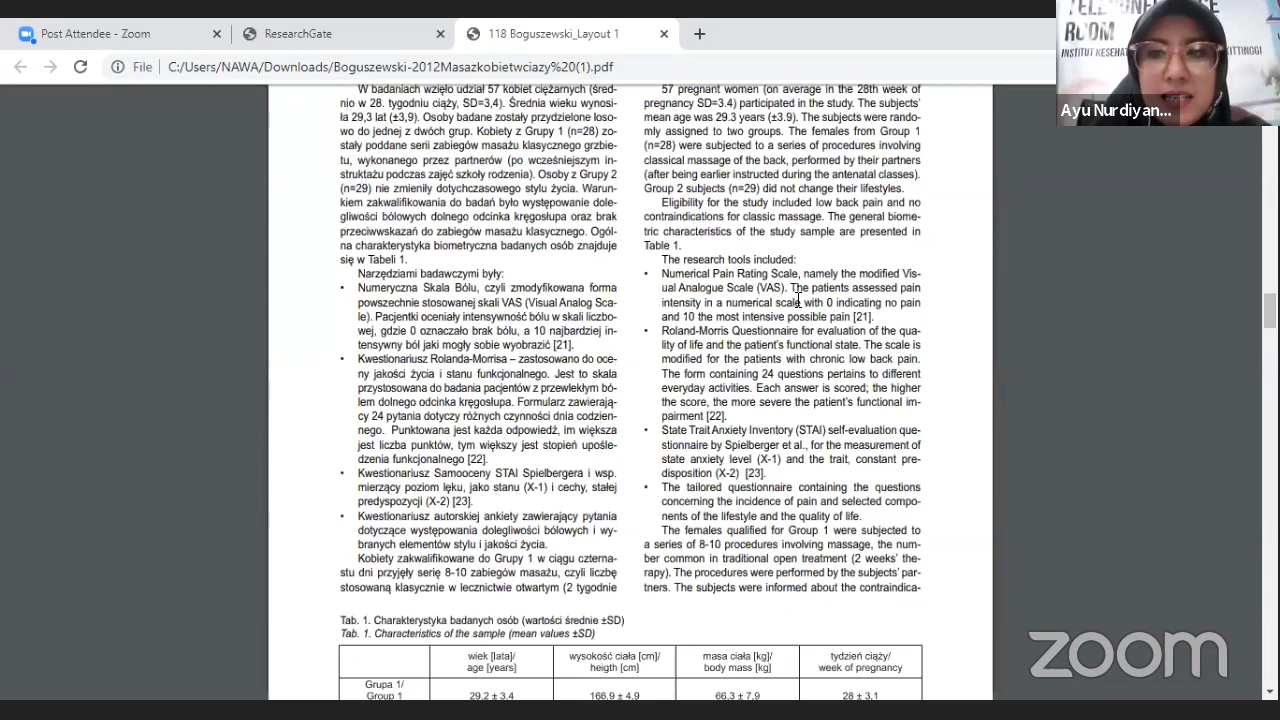 Post Attendee - Zoom
ResearchGate
118 Boguszewski_Layout 1
File
C:/Users/NAWA/Downloads/Boguszewski-2012Masazkobietwciazy%20(1).pdf
ROOM
Ayu Nurdiyan...
W badaniach wzięło udział 57 kobiet ciężarnych (śred-
nio w 28. tygodniu ciąży, SD=3,4). Średnia wieku wynosi-
ła 29,3 lat (±3,9). Osoby badane zostały przydzielone loso-
wo do jednej z dwóch grup. Kobiety z Grupy 1 (n=28) zo-
stały poddane serii zabiegów masażu klasycznego grzbie-
tu, wykonanego przez partnerów (po wcześniejszym in-
struktażu podczas zajęć szkoły rodzenia). Osoby z Grupy 2
(n=29) nie zmieniły dotychczasowego stylu życia. Warun-
kiem zakwalifikowania do badań było występowanie dole-
gliwości bólowych dolnego odcinka kręgosłupa oraz brak
przeciwwskazań do zabiegów masażu klasycznego. Ogól-
na charakterystyka biometryczna badanych osób znajduje
się w Tabeli 1.
Narzędziami badawczymi były:
• Numeryczna Skala Bólu, czyli zmodyfikowana forma
powszechnie stosowanej skali VAS (Visual Analog Sca-
le). Pacjentki oceniały intensywność bólu w skali liczbo-
wej, gdzie 0 oznaczało brak bólu, a 10 najbardziej in-
tensywny ból jaki mogły sobie wyobrazić [21].
• Kwestionariusz Rolanda-Morrisa – zastosowano do oce-
ny jakości życia i stanu funkcjonalnego. Jest to skala
przystosowana do badania pacjentów z przewlekłym bó-
lem dolnego odcinka kręgosłupa. Formularz zawierają-
cy 24 pytania dotyczy różnych czynności dnia codzien-
nego. Punktowana jest każda odpowiedź, im większa
jest liczba punktów, tym większy jest stopień upośle-
dzenia funkcjonalnego [22].
• Kwestionariusz Samooceny STAI Spielbergera i wsp.
mierzący poziom lęku, jako stanu (X-1) i cechy, stałej
predyspozycji (X-2) [23].
• Kwestionariusz autorskiej ankiety zawierający pytania
dotyczące występowania dolegliwości bólowych i wy-
branych elementów stylu i jakości życia.
Kobiety zakwalifikowane do Grupy 1 w ciągu czterna-
stu dni przyjęły serię 8-10 zabiegów masażu, czyli liczbę
stosowaną klasycznie w lecznictwie otwartym (2 tygodnie
57 pregnant women (on average in the 28th week of
pregnancy SD=3.4) participated in the study. The subjects'
mean age was 29.3 years (±3.9). The subjects were rando-
mly assigned to two groups. The females from Group 1
(n=28) were subjected to a series of procedures involving
classical massage of the back, performed by their partners
(after being earlier instructed during the antenatal classes).
Group 2 subjects (n=29) did not change their lifestyles.
Eligibility for the study included low back pain and no
contraindications for classic massage. The general biome-
tric characteristics of the study sample are presented in
Table 1.
The research tools included:
• Numerical Pain Rating Scale, namely the modified Vis-
ual Analogue Scale (VAS). The patients assessed pain
intensity in a numerical scale with 0 indicating no pain
and 10 the most intensive possible pain [21].
• Roland-Morris Questionnaire for evaluation of the qua-
lity of life and the patient's functional state. The scale is
modified for the patients with chronic low back pain.
The form containing 24 questions pertains to different
everyday activities. Each answer is scored; the higher
the score, the more severe the patient's functional im-
pairment [22].
• State Trait Anxiety Inventory (STAI) self-evaluation que-
stionnaire by Spielberger et al., for the measurement of
state anxiety level (X-1) and the trait, constant pre-
disposition (X-2) [23].
• The tailored questionnaire containing the questions
concerning the incidence of pain and selected compo-
nents of the lifestyle and the quality of life.
The females qualified for Group 1 were subjected to
a series of 8-10 procedures involving massage, the num-
ber common in traditional open treatment (2 weeks' the-
rapy). The procedures were performed by the subjects' par-
tners. The subjects were informed about the contraindica-
Tab. 1. Charakterystyka badanych osób (wartości średnie ±SD)
Tab. 1. Characteristics of the sample (mean values ±SD)
wiek [lata]/ wysokość ciała [cm]/ masa ciała [kg]/ tydzień ciąży/
age [years] heigth [cm] body mass [kg] week of pregnancy
Grupa 1/
Group 1 29,2 ± 3,4 166,9 ± 4,9 66,3 ± 7,9 28 ± 3,1
zoom